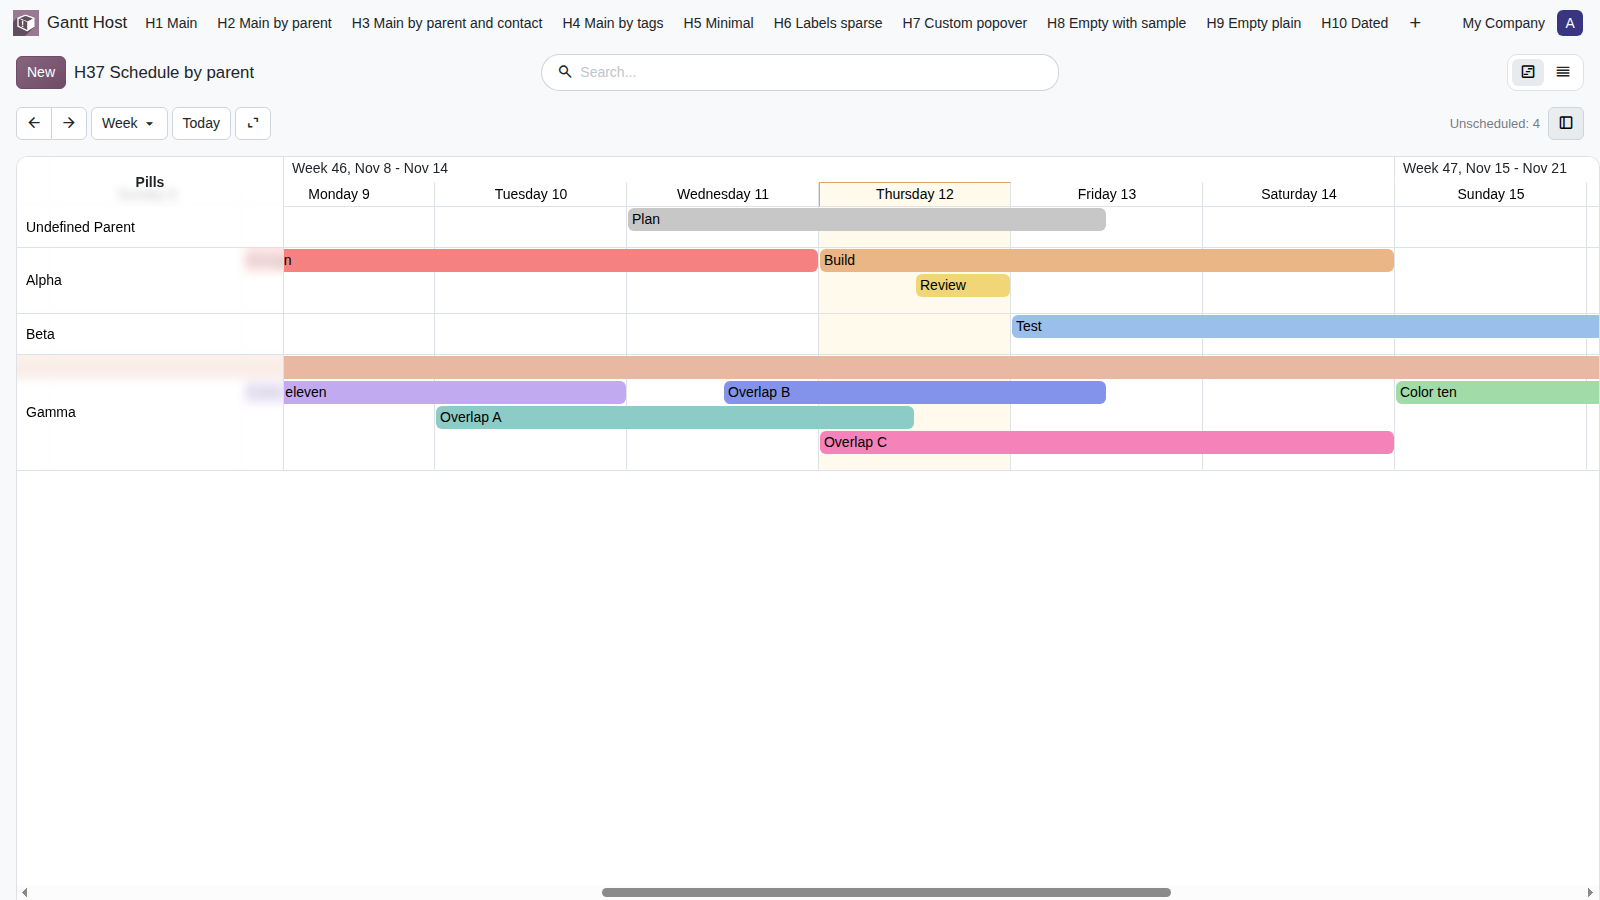 Gantt Host H1 Main H2 Main by parent H3 Main by parent and contact H4 Main by tags H5 Minimal H6 Labels sparse H7 Custom popover H8 Empty with sample H9 Empty plain H10 Dated + My Company A
New H37 Schedule by parent Search...
Week Today Unscheduled: 4
Week 46, Nov 8 - Nov 14 Week 47, Nov 15 - Nov 21
Pills
Monday 9 Tuesday 10 Wednesday 11 Thursday 12 Friday 13 Saturday 14 Sunday 15
Undefined Parent Plan
n Build
Alpha
Review
Beta Test
eleven Overlap B Color ten
Gamma
Overlap A
Overlap C